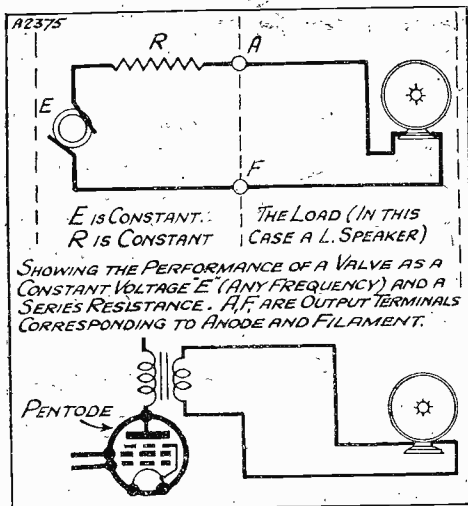 A2375
R
A
E
F
E IS CONSTANT.
R IS CONSTANT
THE LOAD (IN THIS
CASE A L. SPEAKER)
SHOWING THE PERFORMANCE OF A VALVE AS A
CONSTANT VOLTAGE "E" (ANY FREQUENCY) AND A
SERIES RESISTANCE. A,F, ARE OUTPUT TERMINALS
CORRESPONDING TO ANODE AND FILAMENT.
PENTODE